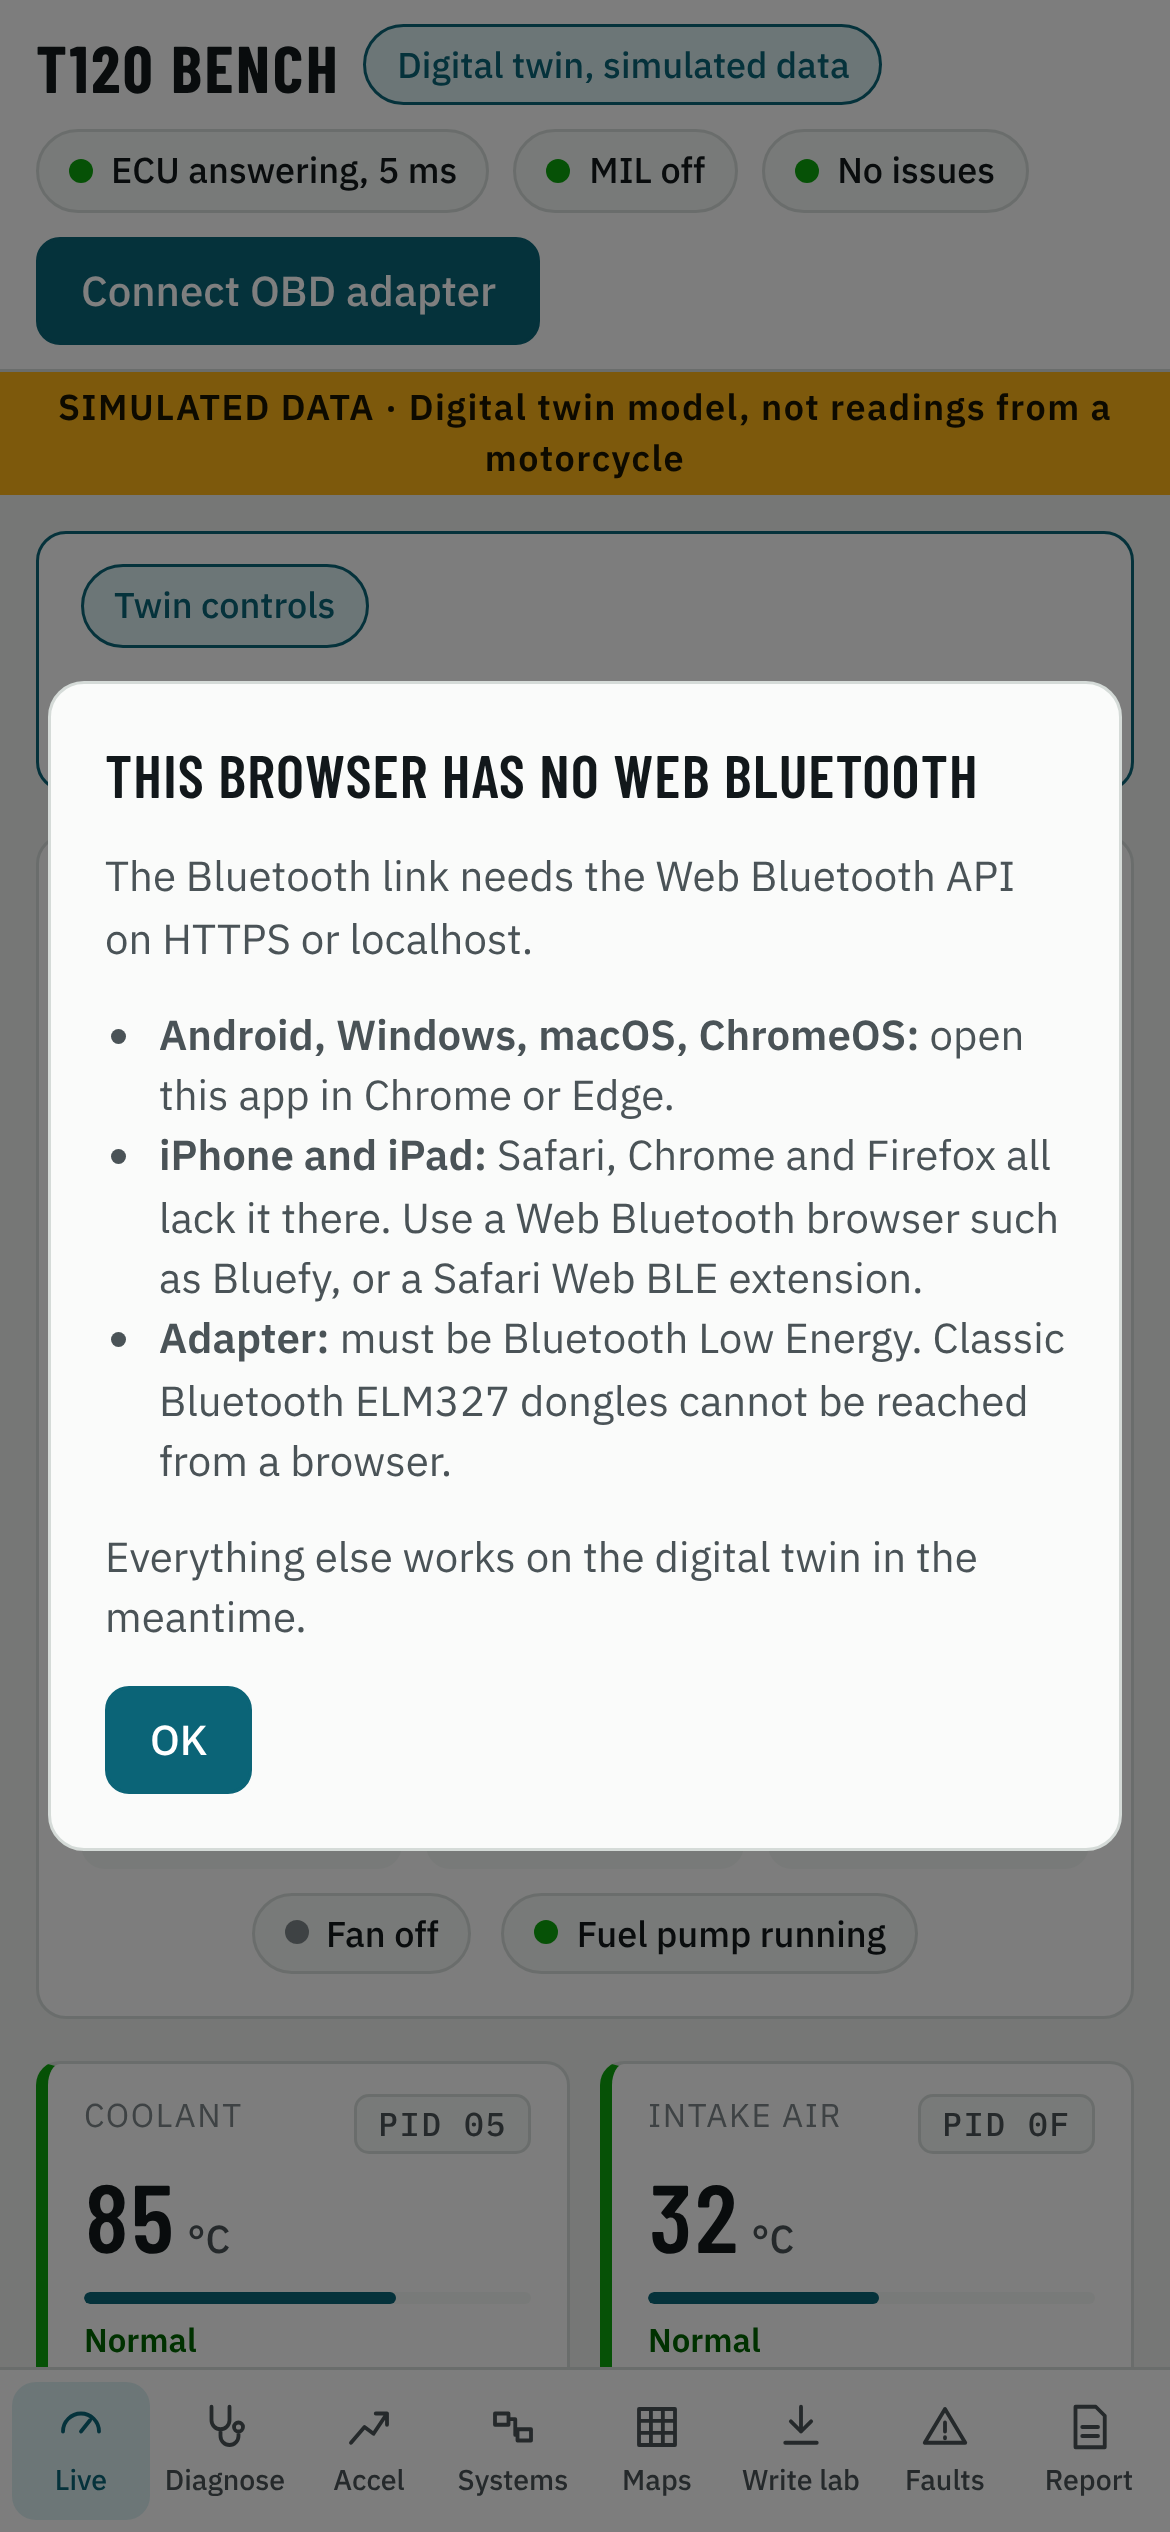 T120 BENCH
Digital twin, simulated data
ECU answering, 5 ms
MIL off
No issues
Connect OBD adapter
SIMULATED DATA · Digital twin model, not readings from a
motorcycle
Twin controls
THIS BROWSER HAS NO WEB BLUETOOTH
The Bluetooth link needs the Web Bluetooth API
on HTTPS or localhost.
• Android, Windows, macOS, ChromeOS: open
this app in Chrome or Edge.
• iPhone and iPad: Safari, Chrome and Firefox all
lack it there. Use a Web Bluetooth browser such
as Bluefy, or a Safari Web BLE extension.
• Adapter: must be Bluetooth Low Energy. Classic
Bluetooth ELM327 dongles cannot be reached
from a browser.
Everything else works on the digital twin in the
meantime.
OK
Fan off
Fuel pump running
COOLANT
PID 05
85 °C
Normal
INTAKE AIR
PID 0F
32 °C
Normal
Live
Diagnose
Accel
Systems
Maps
Write lab
Faults
Report